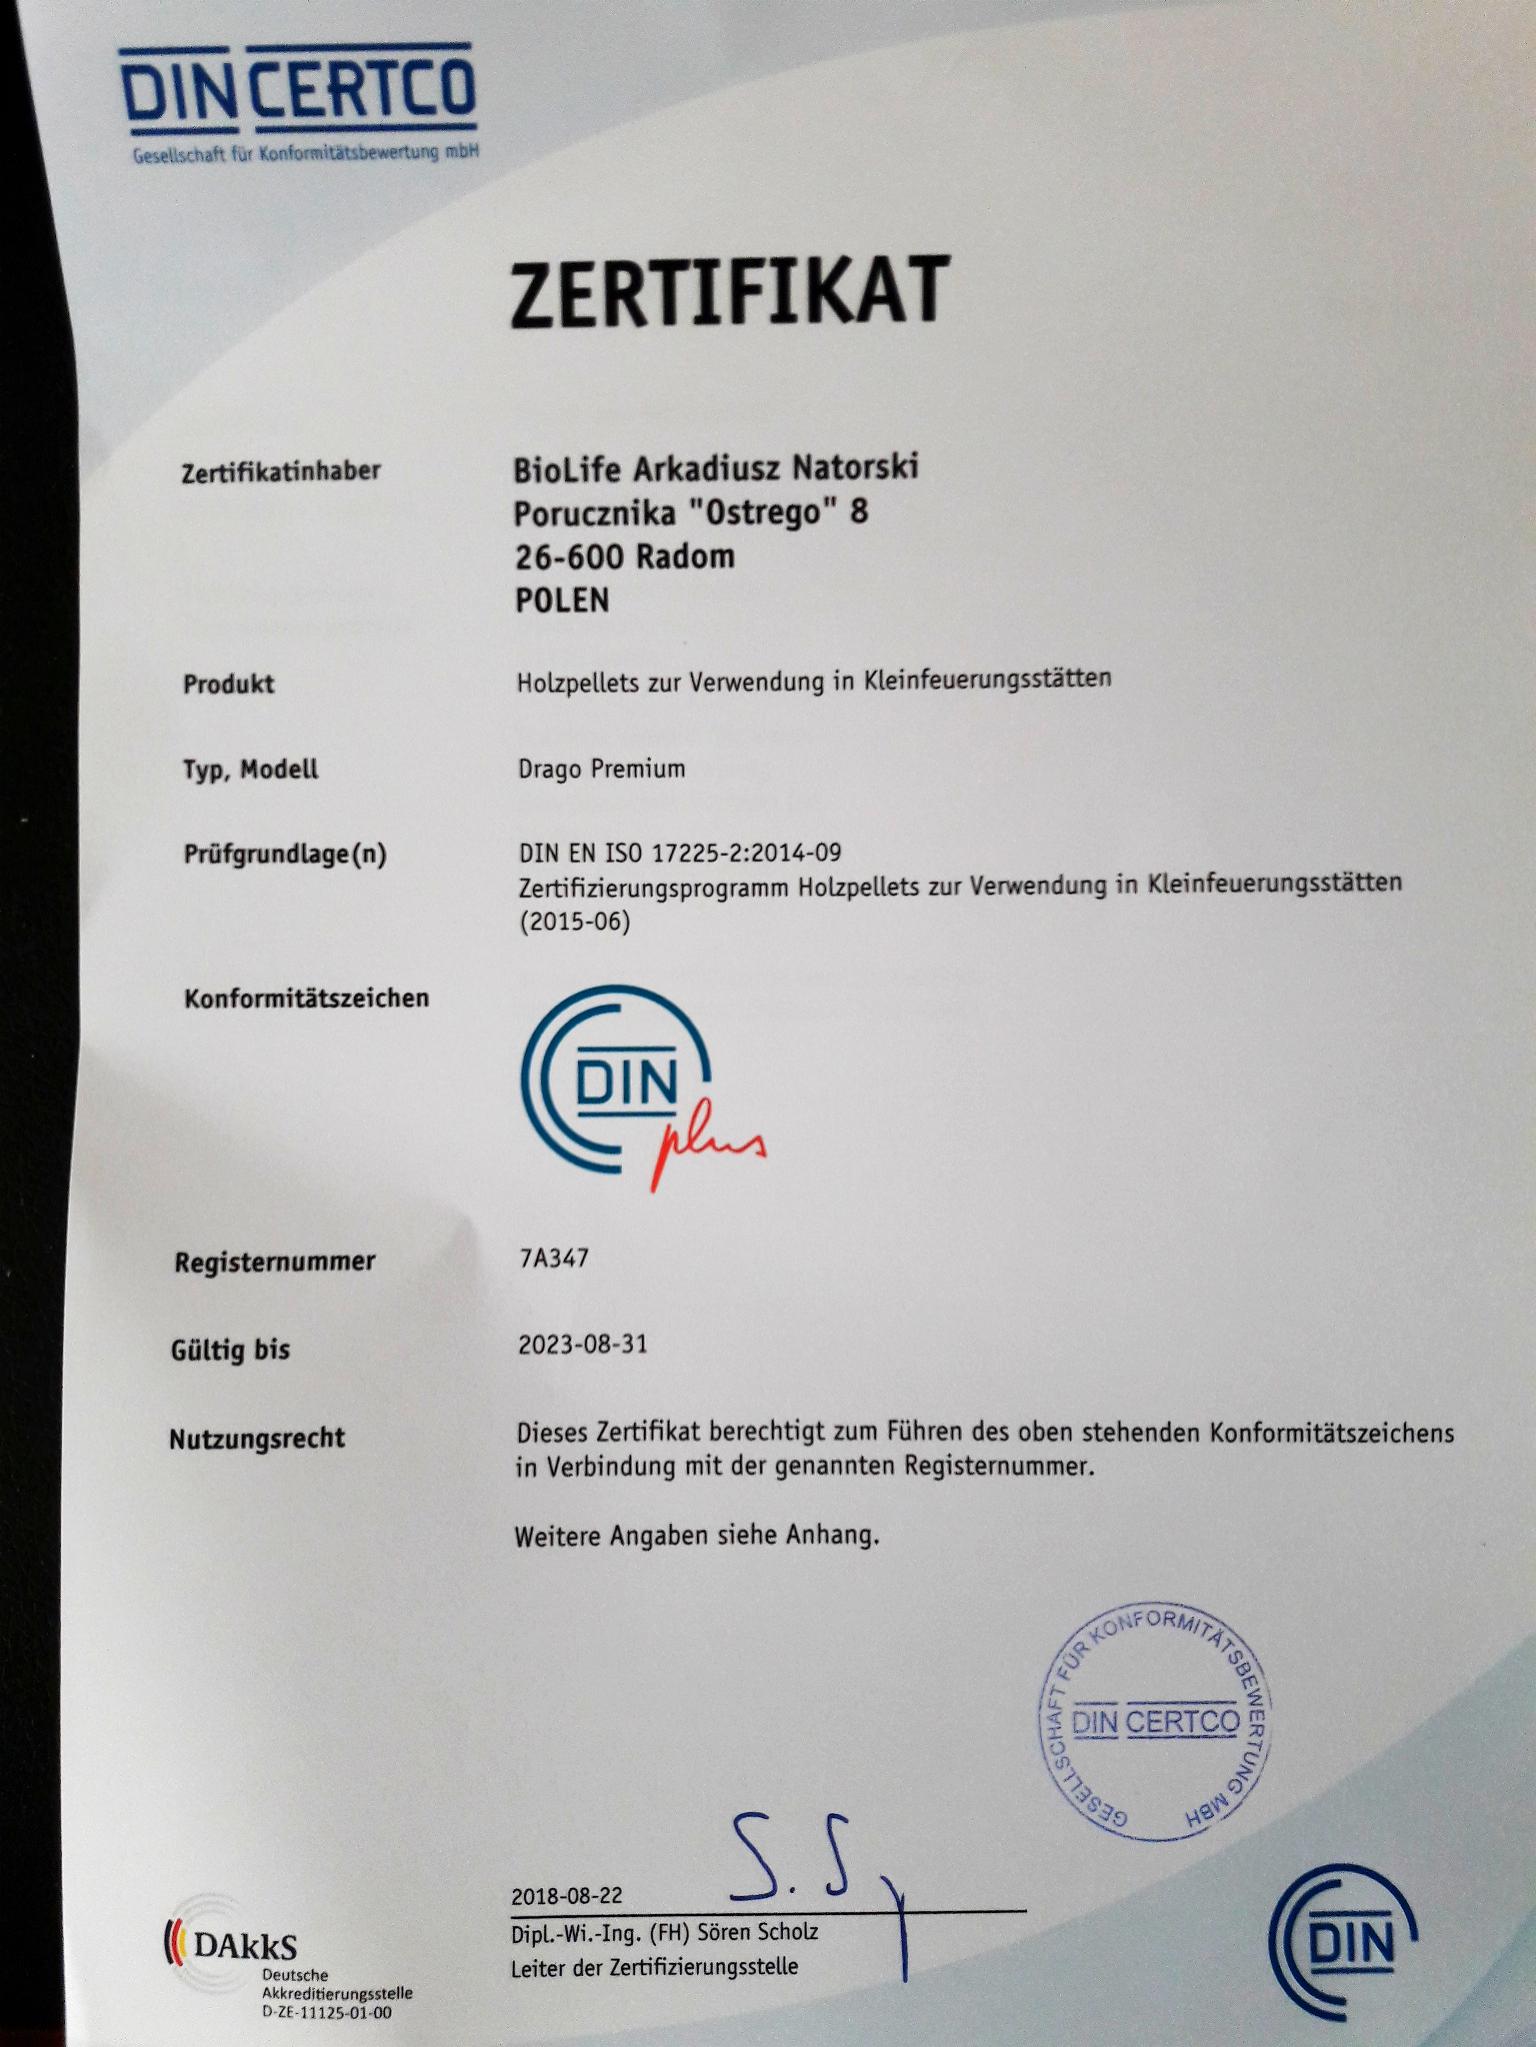 DIN CERTCO
Gesellschaft für Konformitätsbewertung mbH
ZERTIFIKAT
Zertifikatinhaber
BioLife Arkadiusz Natorski
Porucznika "Ostrego" 8
26-600 Radom
POLEN
Produkt
Holzpellets zur Verwendung in Kleinfeuerungsstätten
Typ, Modell
Drago Premium
Prüfgrundlage(n)
DIN EN ISO 17225-2:2014-09
Zertifizierungsprogramm Holzpellets zur Verwendung in Kleinfeuerungsstätten
(2015-06)
Konformitätszeichen
DIN
plus
Registernummer
7A347
Gültig bis
2023-08-31
Nutzungsrecht
Dieses Zertifikat berechtigt zum Führen des oben stehenden Konformitätszeichens
in Verbindung mit der genannten Registernummer.
Weitere Angaben siehe Anhang.
GESELLSCHAFT FÜR KONFORMITÄTSBEWERTUNG MBH
DIN CERTCO
S. S
2018-08-22
Dipl.-Wi.-Ing. (FH) Sören Scholz
Leiter der Zertifizierungsstelle
DAkkS
Deutsche
Akkreditierungsstelle
D-ZE-11125-01-00
DIN